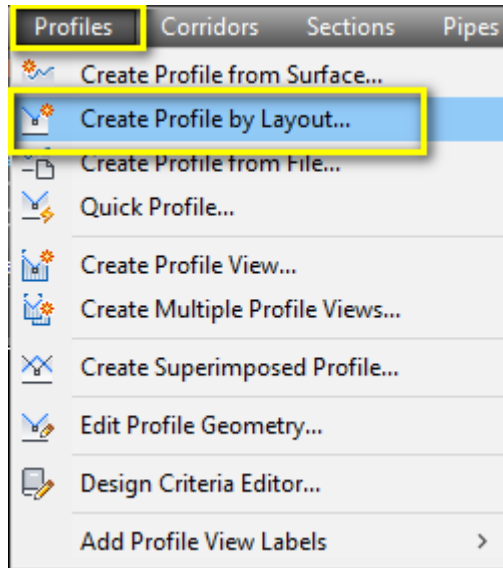 Profiles Corridors Sections Pipes
Create Profile from Surface...
Create Profile by Layout...
Create Profile from File...
Quick Profile...
Create Profile View...
Create Multiple Profile Views...
Create Superimposed Profile...
Edit Profile Geometry...
Design Criteria Editor...
Add Profile View Labels